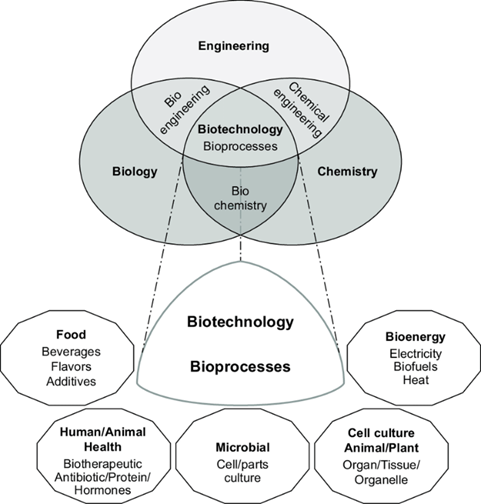 Engineering
Bio
engineering
Chemical
engineering
Biotechnology
Bioprocesses
Biology
Chemistry
Bio
chemistry
Biotechnology
Bioprocesses
Food
Beverages
Flavors
Additives
Bioenergy
Electricity
Biofuels
Heat
Human/Animal
Health
Biotherapeutic
Antibiotic/Protein/
Hormones
Microbial
Cell/parts
culture
Cell culture
Animal/Plant
Organ/Tissue/
Organelle